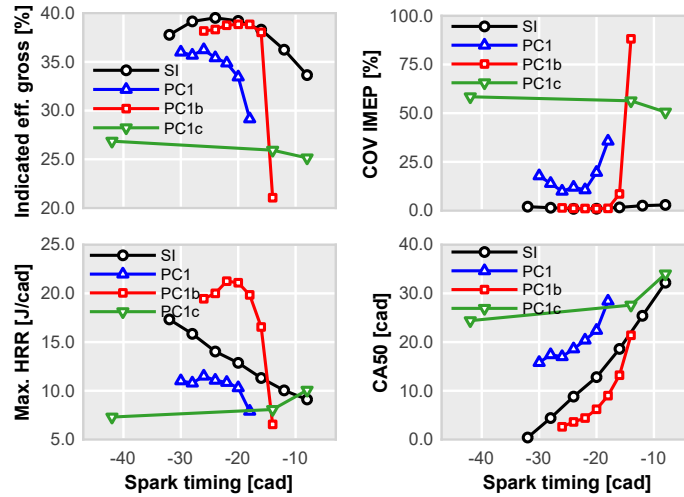 Indicated eff. gross [%]
40.0
35.0
30.0
25.0
20.0
SI
PC1
PC1b
PC1c
COV IMEP [%]
100.0
75.0
50.0
25.0
0.0
SI
PC1
PC1b
PC1c
Max. HRR [J/cad]
25.0
20.0
15.0
10.0
5.0
SI
PC1
PC1b
PC1c
-40
-30
-20
-10
Spark timing [cad]
CA50 [cad]
40.0
30.0
20.0
10.0
0.0
SI
PC1
PC1b
PC1c
-40
-30
-20
-10
Spark timing [cad]